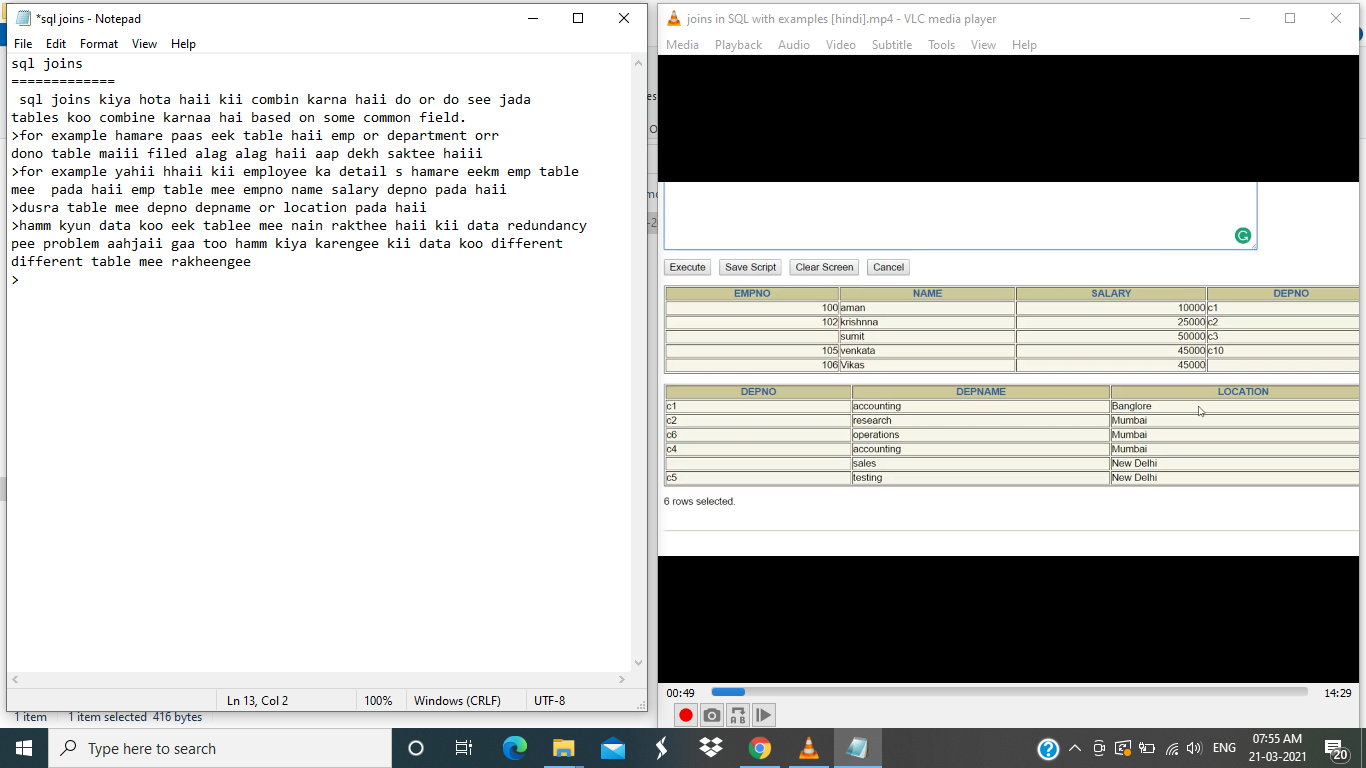 *sql joins - Notepad
File Edit Format View Help
sql joins
=============
sql joins kiya hota haii kii combin karna haii do or do see jada
tables koo combine karnaa hai based on some common field.
>for example hamare paas eek table haii emp or department orr
dono table maiii filed alag alag haii aap dekh saktee haiii
>for example yahii hhaii kii employee ka detail s hamare eekm emp table
mee  pada haii emp table mee empno name salary depno pada haii
>dusra table mee depno depname or location pada haii
>hamm kyun data koo eek tablee mee nain rakthee haii kii data redundancy
pee problem aahjaii gaa too hamm kiya karengee kii data koo different
different table mee rakheengee
>
Ln 13, Col 2 100% Windows (CRLF) UTF-8
1 item 1 item selected 416 bytes
joins in SQL with examples [hindi].mp4 - VLC media player
Media Playback Audio Video Subtitle Tools View Help
Execute Save Script Clear Screen Cancel
EMPNO NAME SALARY DEPNO
100 aman 10000 c1
102 krishnna 25000 c2
sumit 50000 c3
105 venkata 45000 c10
106 Vikas 45000
DEPNO DEPNAME LOCATION
c1 accounting Banglore
c2 research Mumbai
c6 operations Mumbai
c4 accounting Mumbai
sales New Delhi
c5 testing New Delhi
6 rows selected.
00:49 14:29
Type here to search
ENG 07:55 AM
21-03-2021
20